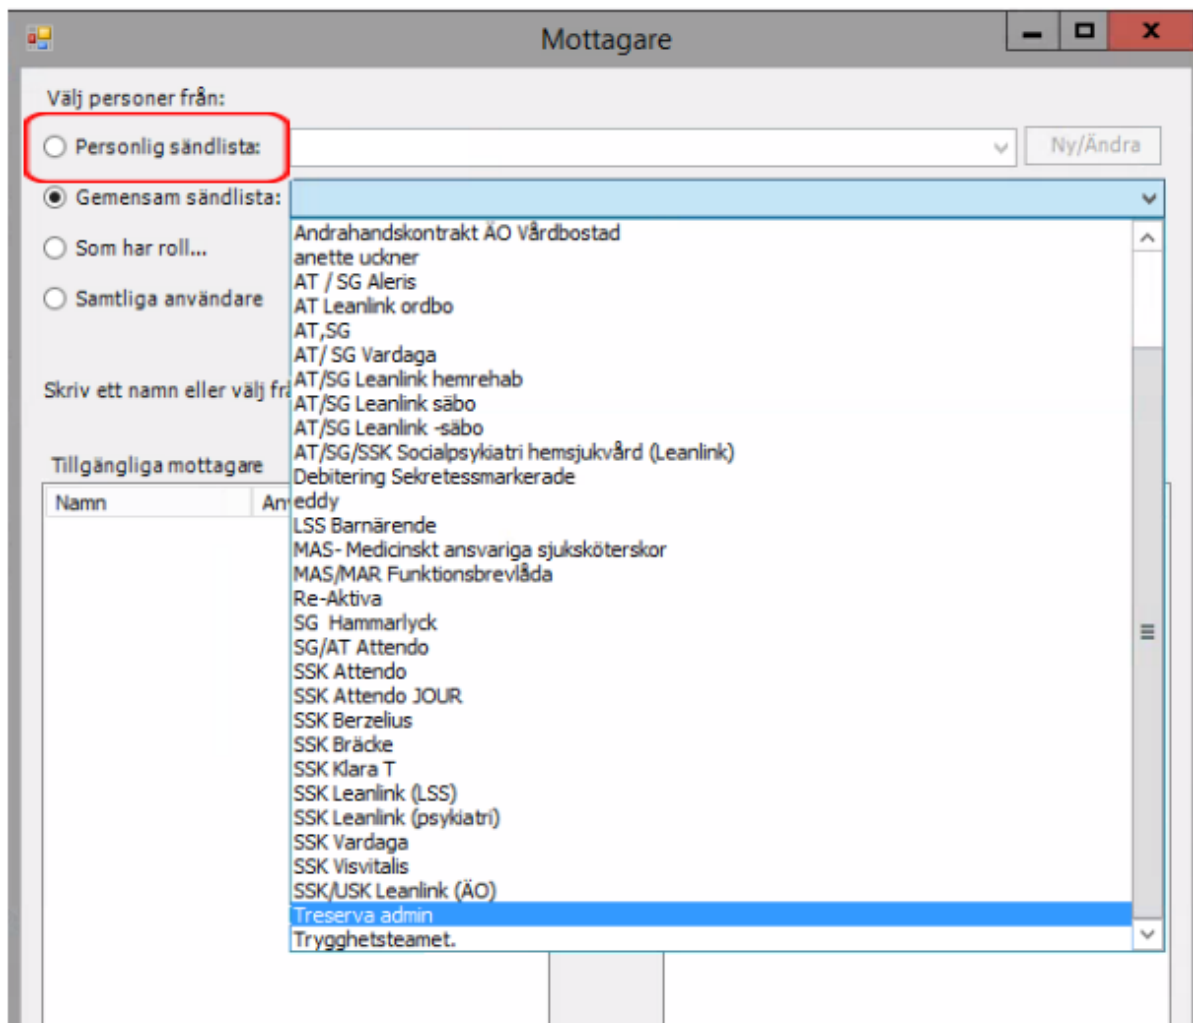 Mottagare
Välj personer från:
Personlig sändlista:
Ny/Ändra
Gemensam sändlista:
Som har roll...
Samtliga användare
Skriv ett namn eller välj
Tillgängliga mottagare
Namn
Andrahandskontrakt ÄO Vårdbostad
anette uckner
AT / SG Aleris
AT Leanlink ordbo
AT,SG
AT/ SG Vardaga
AT/SG Leanlink hemrehab
AT/SG Leanlink säbo
AT/SG Leanlink -säbo
AT/SG/SSK Socialpsykiatri hemsjukvård (Leanlink)
Debitering Sekretessmarkerade
eddy
LSS Barnärende
MAS- Medicinskt ansvariga sjuksköterskor
MAS/MAR Funktionsbrevlåda
Re-Aktiva
SG  Hammarlyck
SG/AT Attendo
SSK Attendo
SSK Attendo JOUR
SSK Berzelius
SSK Bräcke
SSK Klara T
SSK Leanlink (LSS)
SSK Leanlink (psykiatri)
SSK Vardaga
SSK Visvitalis
SSK/USK Leanlink (ÄO)
Treserva admin
Trygghetsteamet.